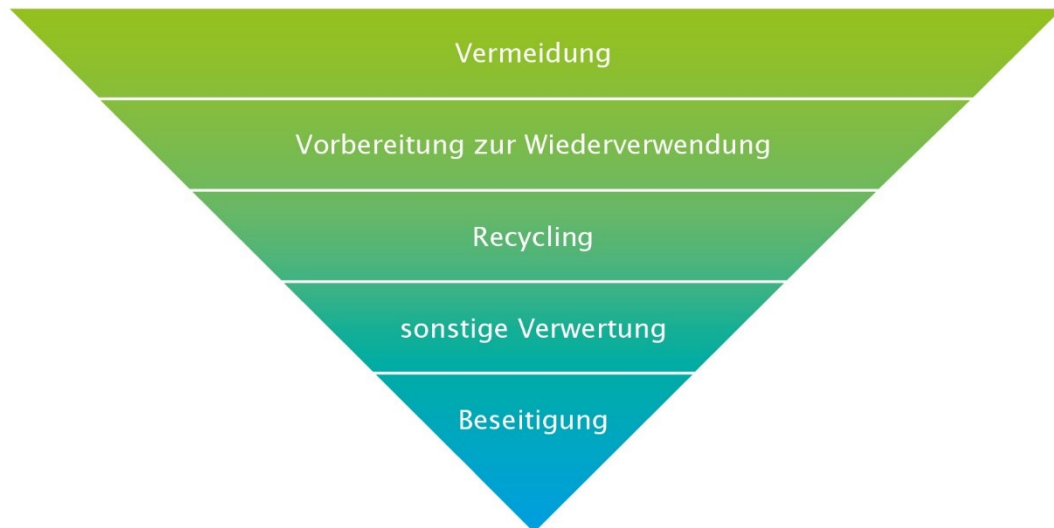 Vermeidung
Vorbereitung zur Wiederverwendung
Recycling
sonstige Verwertung
Beseitigung